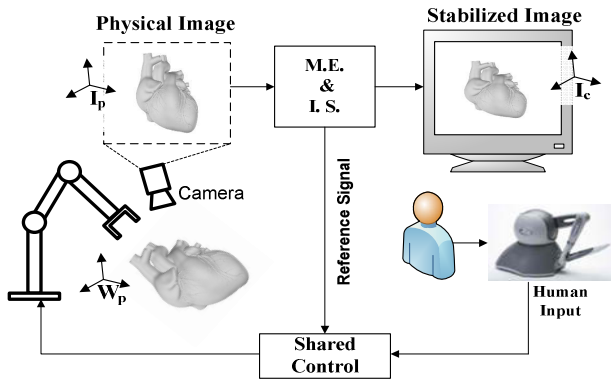 Physical Image
Stabilized Image
M.E.
&
I. S.
Ip
Ic
Camera
Reference Signal
Wp
Human
Input
Shared
Control